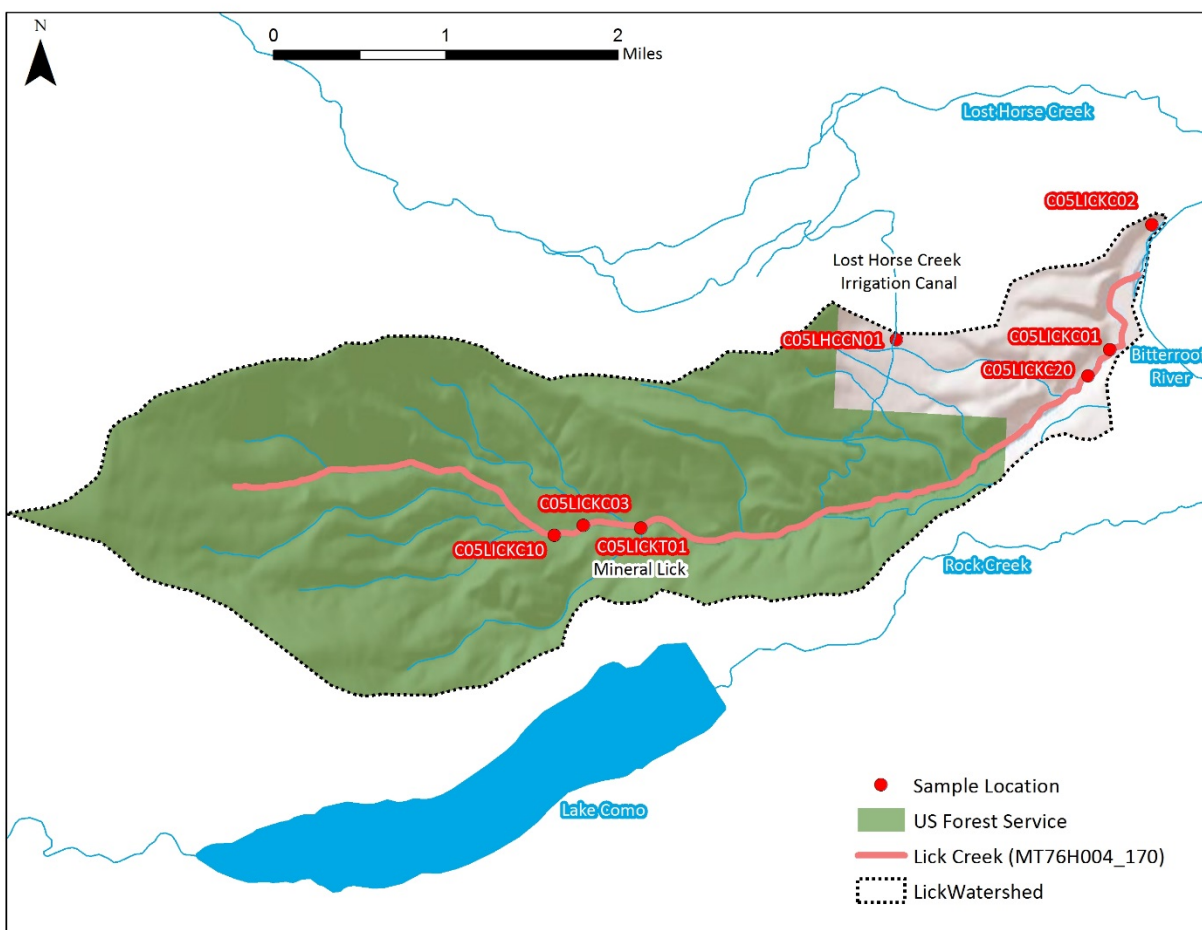 N
0 1 2
Miles
Lost Horse Creek
C05LICKC02
Lost Horse Creek
Irrigation Canal
C05LHCCN01
C05LICKC01
C05LICKC20
Bitterroot
River
C05LICKC03
C05LICKC10
C05LICKT01
Mineral Lick
Rock Creek
Lake Como
Sample Location
US Forest Service
Lick Creek (MT76H004_170)
LickWatershed